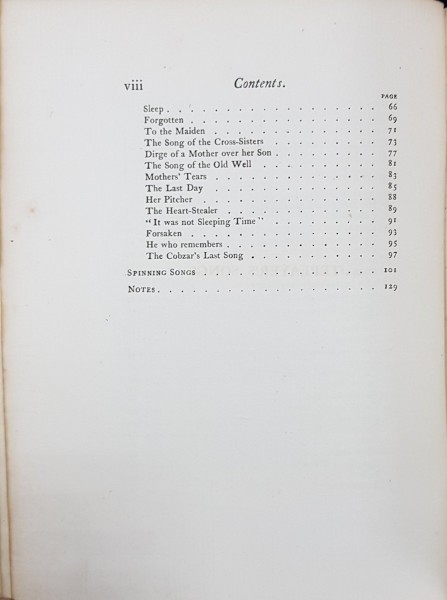 viii Contents.
PAGE
Sleep . . . . . . . . . . . . . . . . . . 66
Forgotten . . . . . . . . . . . . . . . . 69
To the Maiden . . . . . . . . . . . . . . 71
The Song of the Cross-Sisters . . . . . . . . . . 73
Dirge of a Mother over her Son . . . . . . . . . 77
The Song of the Old Well . . . . . . . . . . . 81
Mothers' Tears . . . . . . . . . . . . . . 83
The Last Day . . . . . . . . . . . . . . 85
Her Pitcher . . . . . . . . . . . . . . . 88
The Heart-Stealer . . . . . . . . . . . . . 89
"It was not Sleeping Time" . . . . . . . . . . 91
Forsaken . . . . . . . . . . . . . . . . 93
He who remembers . . . . . . . . . . . . . 95
The Cobzar's Last Song . . . . . . . . . . . 97
Spinning Songs . . . . . . . . . . . . . . . 101
Notes . . . . . . . . . . . . . . . . . . 129